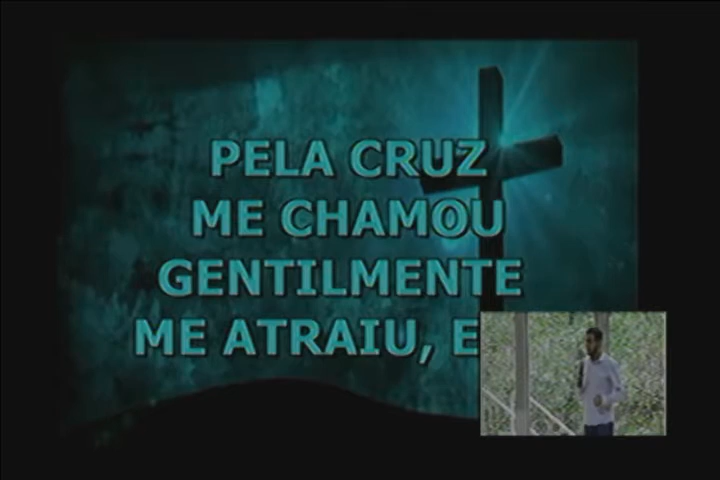 PELA CRUZ
ME CHAMOU
GENTILMENTE
ME ATRAIU, E